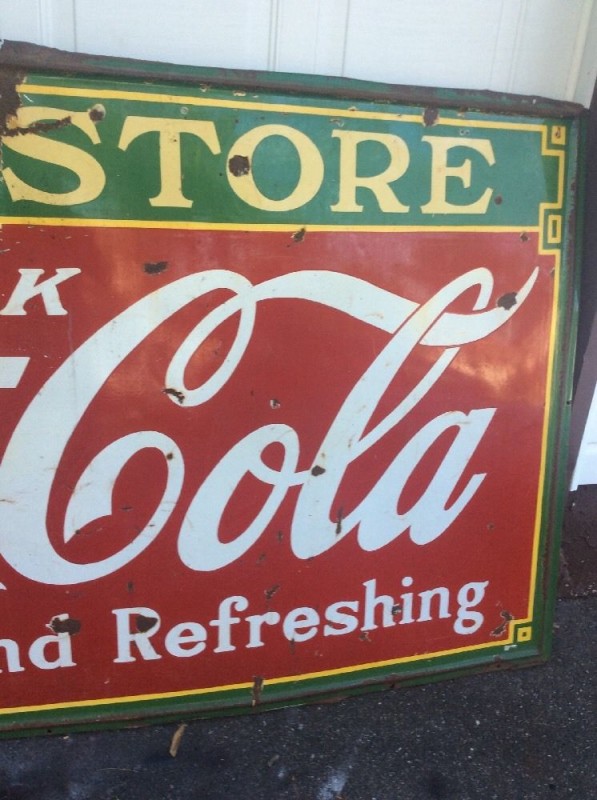 STORE
K
Cola
nd Refreshing